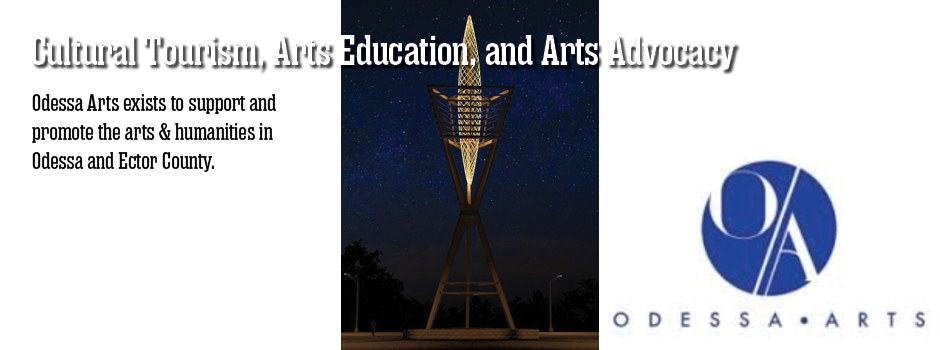 Cultural Tourism, Arts Education, and Arts Advocacy
Odessa Arts exists to support and
promote the arts & humanities in
Odessa and Ector County.
O/A
ODESSA • ARTS